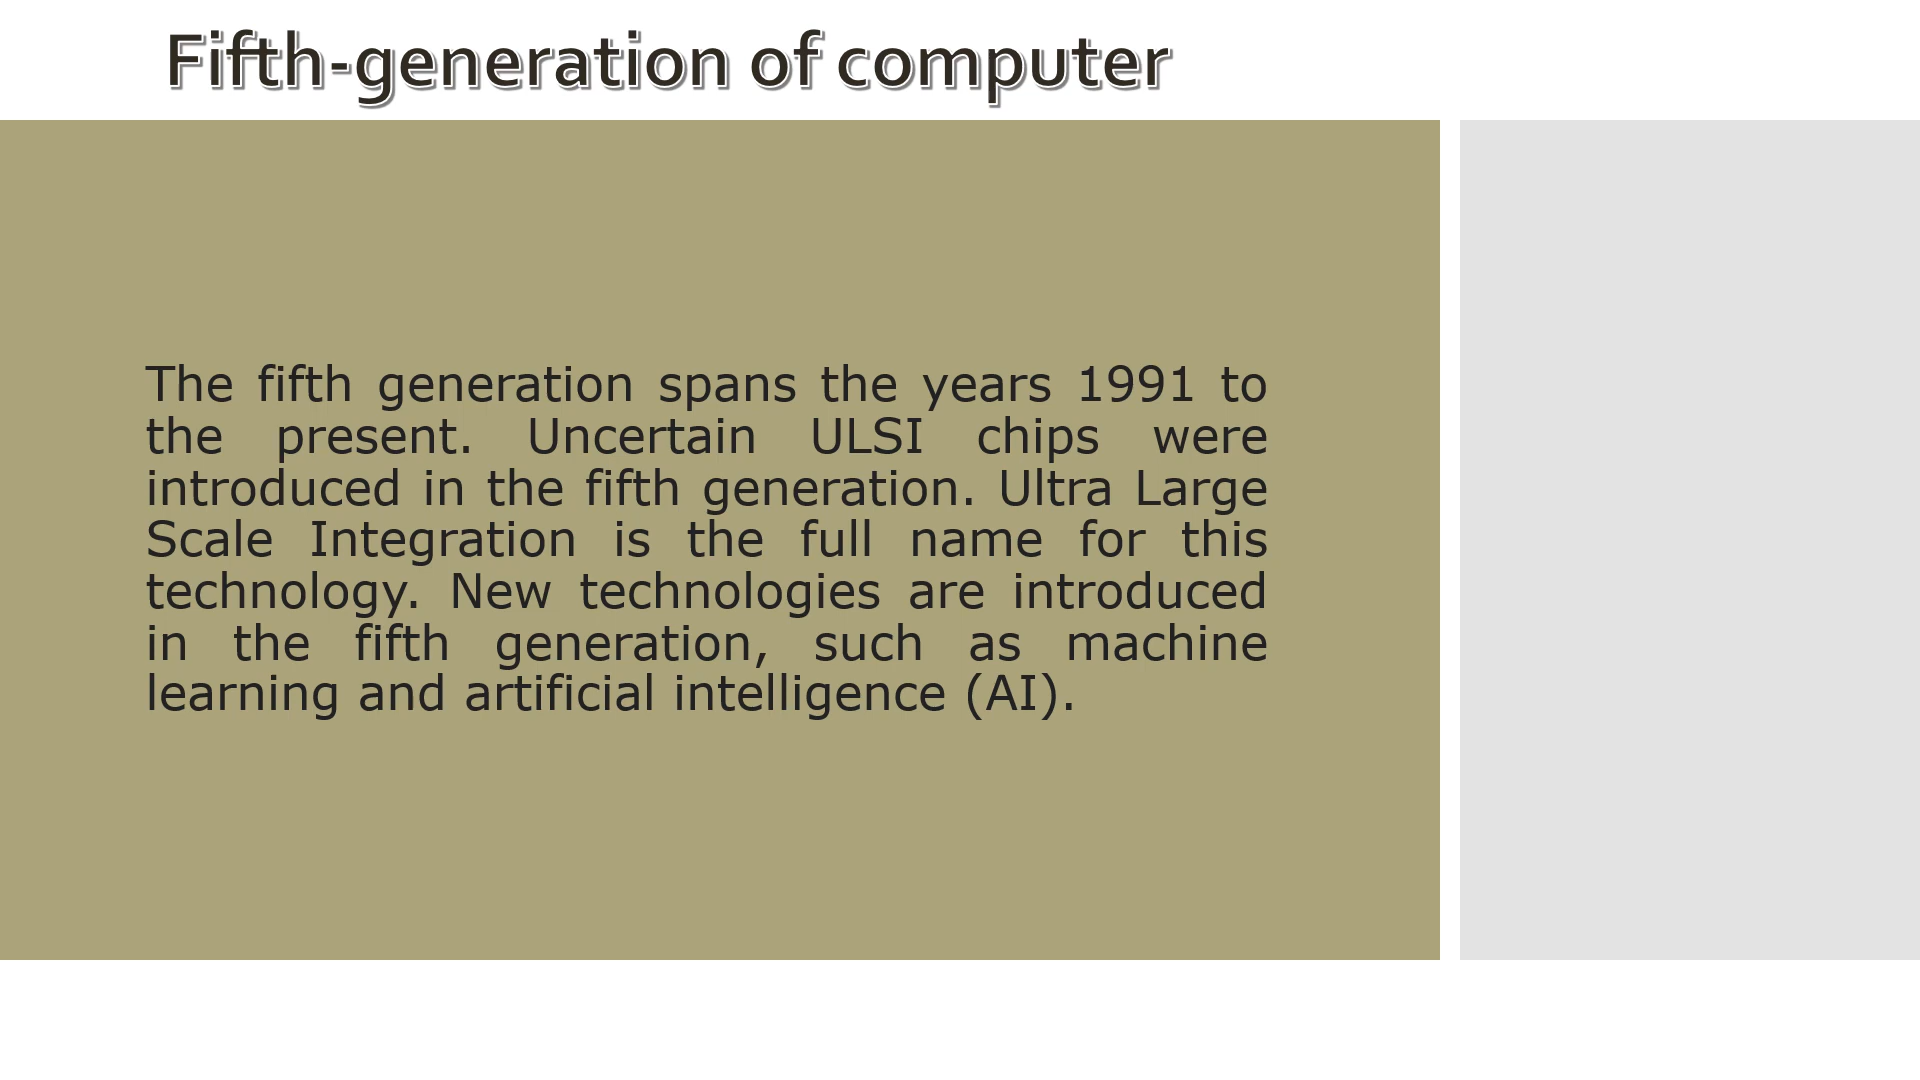 Fifth-generation of computer
The fifth generation spans the years 1991 to
the present. Uncertain ULSI chips were
introduced in the fifth generation. Ultra Large
Scale Integration is the full name for this
technology. New technologies are introduced
in the fifth generation, such as machine
learning and artificial intelligence (AI).